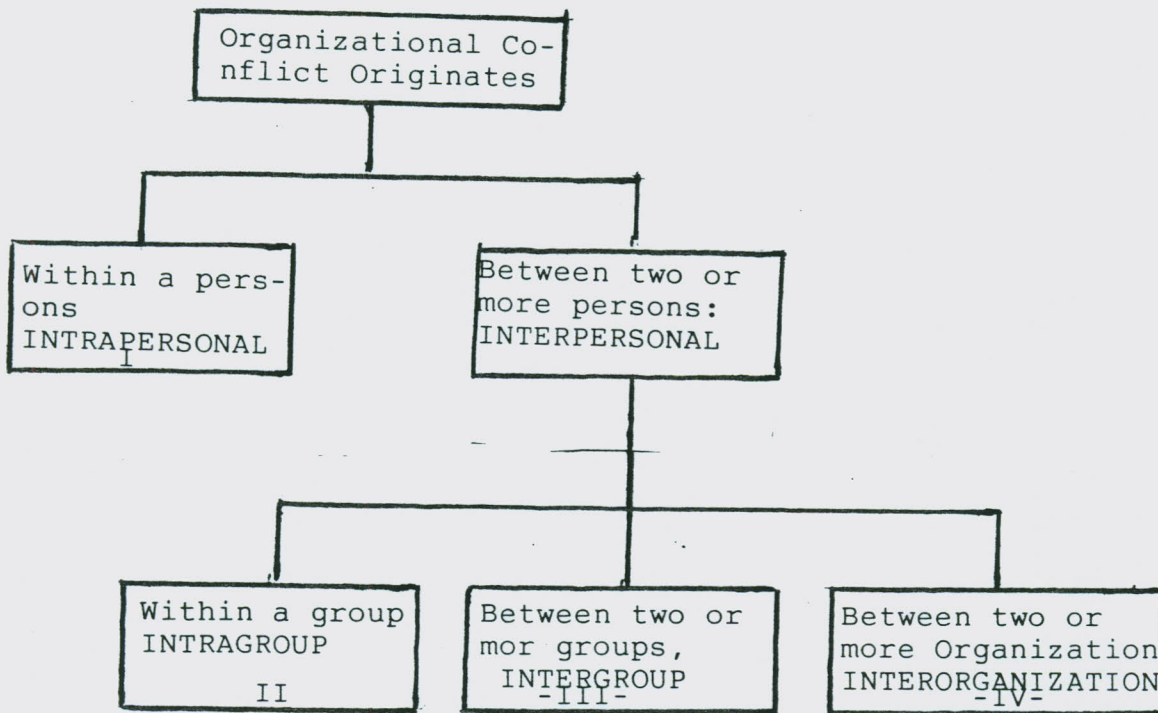 Organizational Co-
nflict Originates
Within a pers-
ons
INTRAPERSONAL
I
Between two or
more persons:
INTERPERSONAL
Within a group
INTRAGROUP
II
Between two or
mor groups,
INTERGROUP
-III-
Between two or
more Organization
INTERORGANIZATION
-IV-